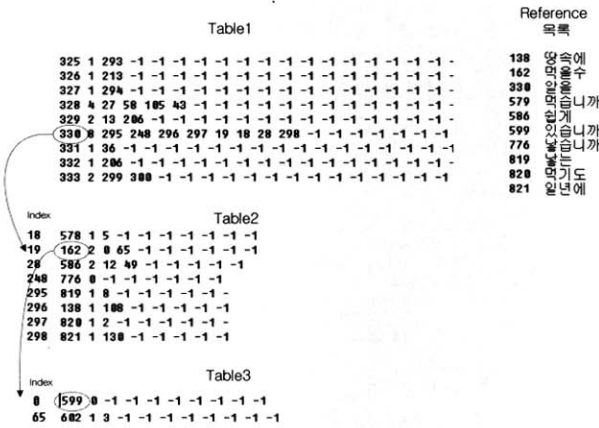 Table1
325 1 293 -1 -1 -1 -1 -1 -1 -1 -1 -1 -1 -1 -1 -1 -
326 1 213 -1 -1 -1 -1 -1 -1 -1 -1 -1 -1 -1 -1 -1 -
327 1 294 -1 -1 -1 -1 -1 -1 -1 -1 -1 -1 -1 -1 -1 -
328 4 27 58 105 43 -1 -1 -1 -1 -1 -1 -1 -1 -1 -1 -
329 2 13 206 -1 -1 -1 -1 -1 -1 -1 -1 -1 -1 -1 -1 -
330 8 295 248 296 297 19 18 28 298 -1 -1 -1 -1 -1 -1 -
331 1 36 -1 -1 -1 -1 -1 -1 -1 -1 -1 -1 -1 -1 -1 -1
332 1 206 -1 -1 -1 -1 -1 -1 -1 -1 -1 -1 -1 -1 -1 -
333 2 299 300 -1 -1 -1 -1 -1 -1 -1 -1 -1 -1 -1 -1 -
Reference
목록
138 땅속에
162 먹을수
330 알을
579 먹습니까
586 쉽게
599 있습니까
776 낳습니까
819 낳는
820 먹기도
821 일년에
Index
Table2
18 578 1 5 -1 -1 -1 -1 -1 -1
19 162 2 0 65 -1 -1 -1 -1 -1
28 586 2 12 49 -1 -1 -1 -1 -1
248 776 0 -1 -1 -1 -1 -1 -1
295 819 1 8 -1 -1 -1 -1 -1 -
296 138 1 108 -1 -1 -1 -1 -1
297 820 1 2 -1 -1 -1 -1 -1 -
298 821 1 130 -1 -1 -1 -1 -1
Index
Table3
0 599 0 -1 -1 -1 -1 -1 -1 -1
65 602 1 3 -1 -1 -1 -1 -1 -1 -1